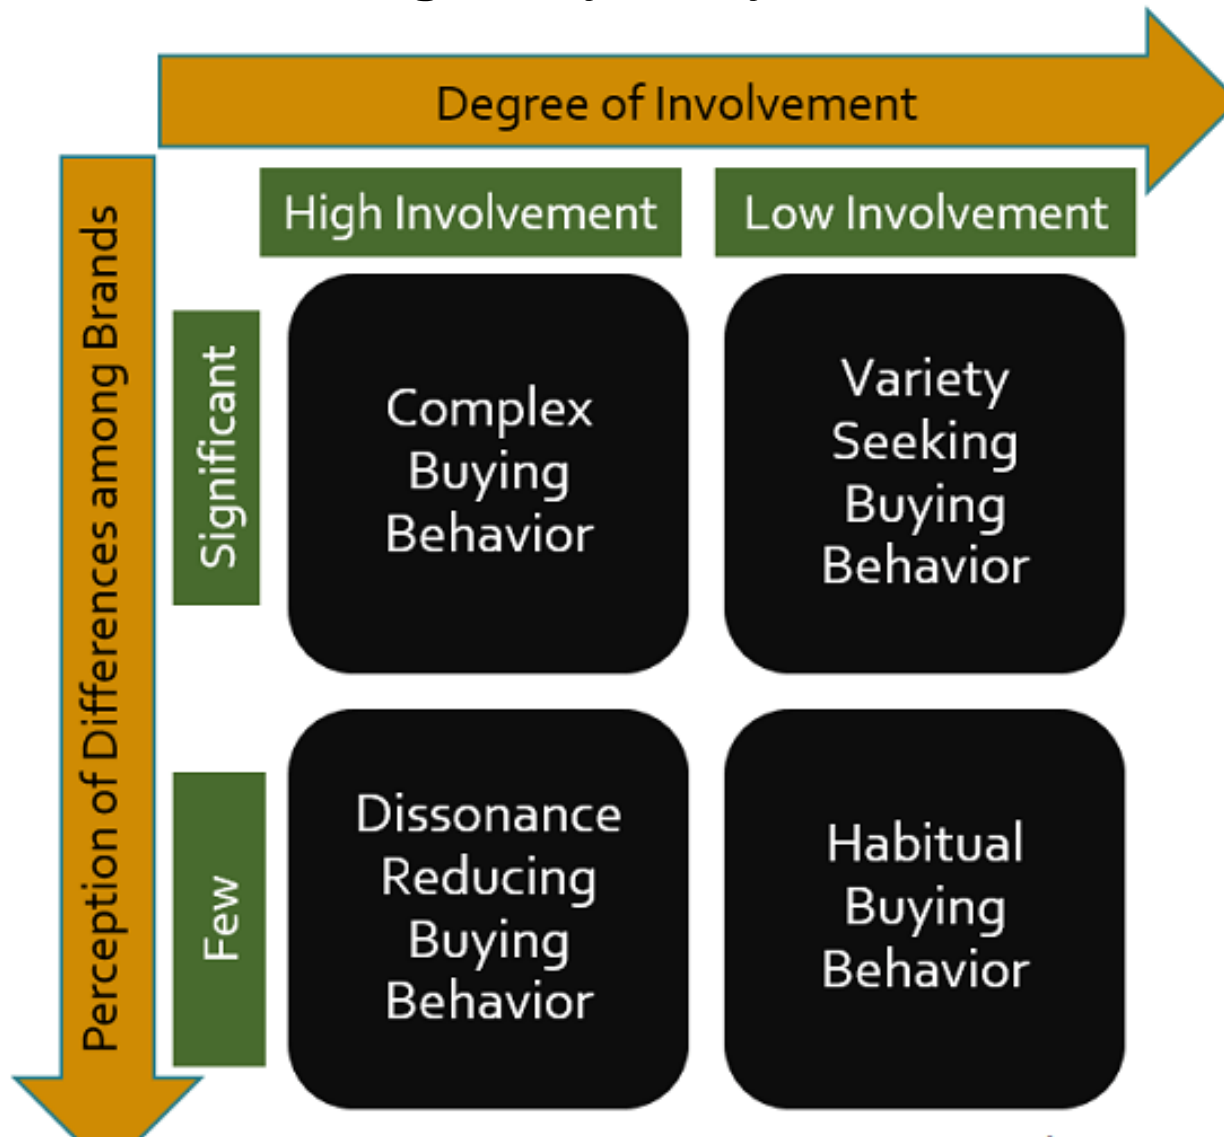 Degree of Involvement
High Involvement
Low Involvement
Perception of Differences among Brands
Significant
Complex
Buying
Behavior
Variety
Seeking
Buying
Behavior
Few
Dissonance
Reducing
Buying
Behavior
Habitual
Buying
Behavior